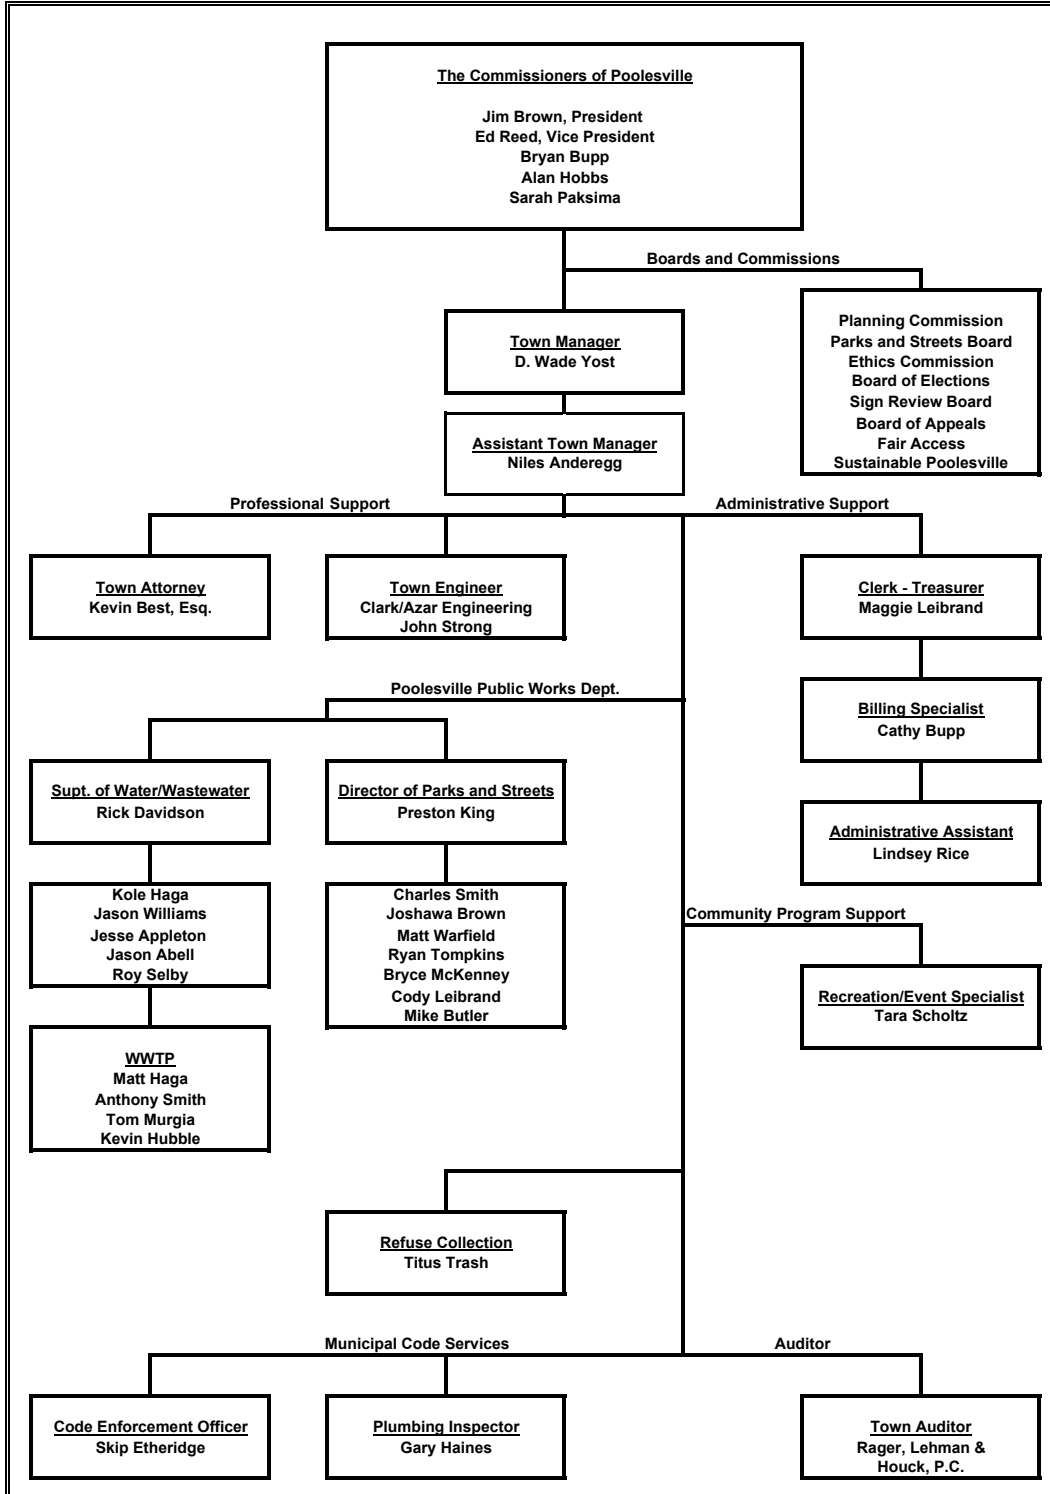 The Commissioners of Poolesville
Jim Brown, President
Ed Reed, Vice President
Bryan Bupp
Alan Hobbs
Sarah Paksima
Boards and Commissions
Planning Commission
Parks and Streets Board
Ethics Commission
Board of Elections
Sign Review Board
Board of Appeals
Fair Access
Sustainable Poolesville
Town Manager
D. Wade Yost
Assistant Town Manager
Niles Anderegg
Professional Support
Administrative Support
Town Attorney
Kevin Best, Esq.
Town Engineer
Clark/Azar Engineering
John Strong
Clerk - Treasurer
Maggie Leibrand
Billing Specialist
Cathy Bupp
Administrative Assistant
Lindsey Rice
Poolesville Public Works Dept.
Supt. of Water/Wastewater
Rick Davidson
Director of Parks and Streets
Preston King
Kole Haga
Jason Williams
Jesse Appleton
Jason Abell
Roy Selby
Charles Smith
Joshawa Brown
Matt Warfield
Ryan Tompkins
Bryce McKenney
Cody Leibrand
Mike Butler
WWTP
Matt Haga
Anthony Smith
Tom Murgia
Kevin Hubble
Community Program Support
Recreation/Event Specialist
Tara Scholtz
Refuse Collection
Titus Trash
Municipal Code Services
Auditor
Code Enforcement Officer
Skip Etheridge
Plumbing Inspector
Gary Haines
Town Auditor
Rager, Lehman &
Houck, P.C.